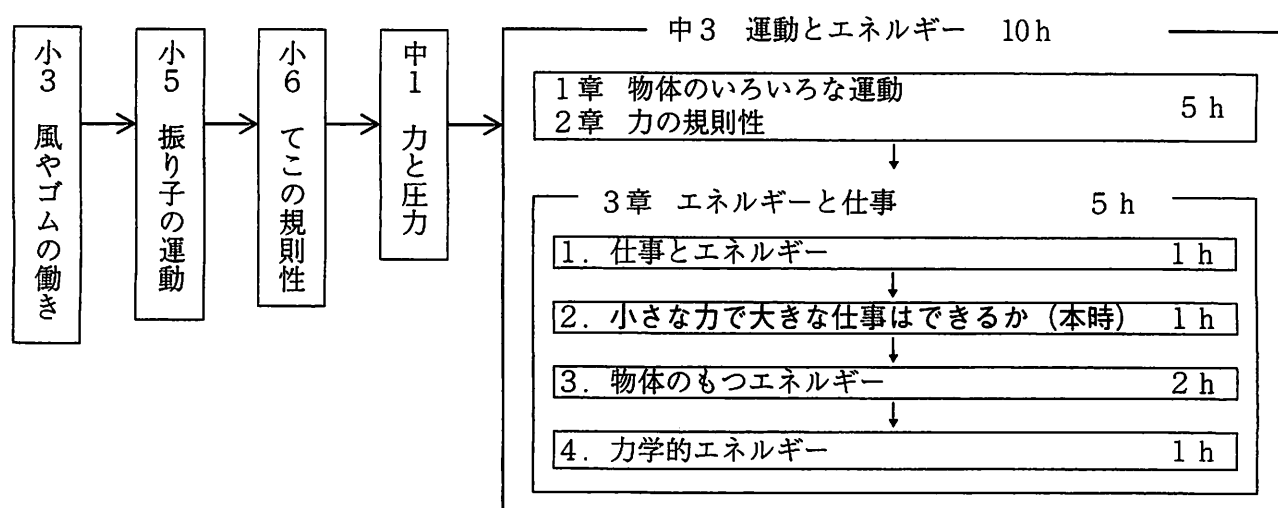 小3 風やゴムの働き
小5 振り子の運動
小6 てこの規則性
中1 力と圧力
中3 運動とエネルギー 10h
1章 物体のいろいろな運動
2章 力の規則性
5h
3章 エネルギーと仕事 5h
1. 仕事とエネルギー 1h
2. 小さな力で大きな仕事はできるか(本時) 1h
3. 物体のもつエネルギー 2h
4. 力学的エネルギー 1h